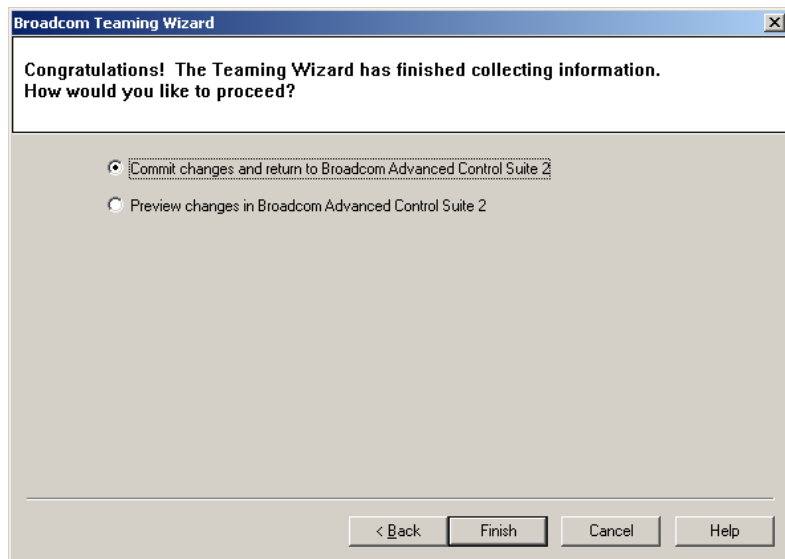 Broadcom Teaming Wizard
Congratulations! The Teaming Wizard has finished collecting information.
How would you like to proceed?
Commit changes and return to Broadcom Advanced Control Suite 2
Preview changes in Broadcom Advanced Control Suite 2
< Back Finish Cancel Help